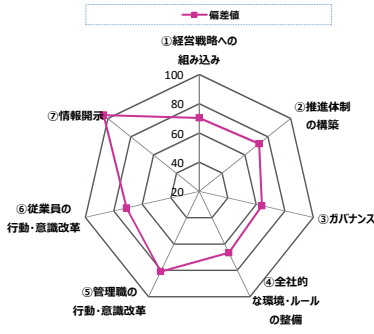 偏差値
①経営戦略への
組み込み
100
80
60
40
20
②推進体制
の構築
③ガバナンス
④全社的
な環境・ルール
の整備
⑤管理職の
行動・意識改革
⑥従業員の
行動・意識改革
⑦情報開示